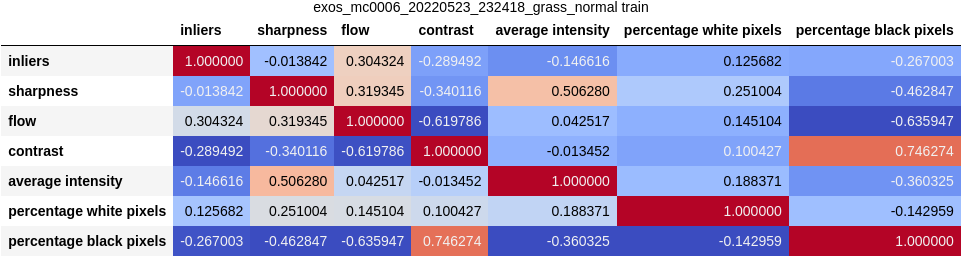 exos_mc0006_20220523_232418_grass_normal train
inliers sharpness flow contrast average intensity percentage white pixels percentage black pixels
inliers 1.000000 -0.013842 0.304324 -0.289492 -0.146616 0.125682 -0.267003
sharpness -0.013842 1.000000 0.319345 -0.340116 0.506280 0.251004 -0.462847
flow 0.304324 0.319345 1.000000 -0.619786 0.042517 0.145104 -0.635947
contrast -0.289492 -0.340116 -0.619786 1.000000 -0.013452 0.100427 0.746274
average intensity -0.146616 0.506280 0.042517 -0.013452 1.000000 0.188371 -0.360325
percentage white pixels 0.125682 0.251004 0.145104 0.100427 0.188371 1.000000 -0.142959
percentage black pixels -0.267003 -0.462847 -0.635947 0.746274 -0.360325 -0.142959 1.000000